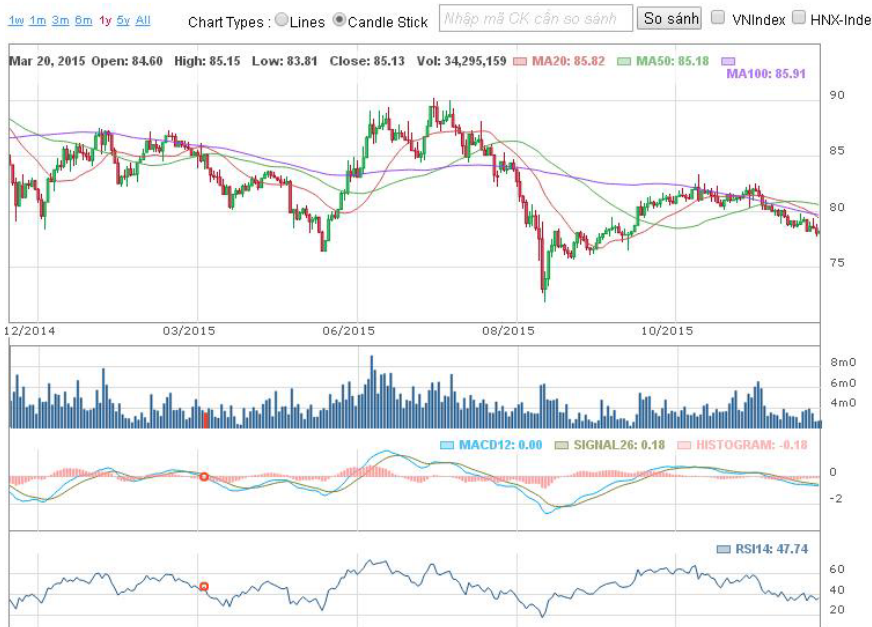 1w 1m 3m 6m 1y 5y All Chart Types : Lines Candle Stick Nhập mã CK cần so sánh So sánh VNIndex HNX-Inde
Mar 20, 2015 Open: 84.60 High: 85.15 Low: 83.81 Close: 85.13 Vol: 34,295,159 MA20: 85.82 MA50: 85.18
MA100: 85.91
90
85
80
75
12/2014 03/2015 06/2015 08/2015 10/2015
8m0
6m0
4m0
MACD12: 0.00 SIGNAL26: 0.18 HISTOGRAM: -0.18
0
-2
RSI14: 47.74
60
40
20